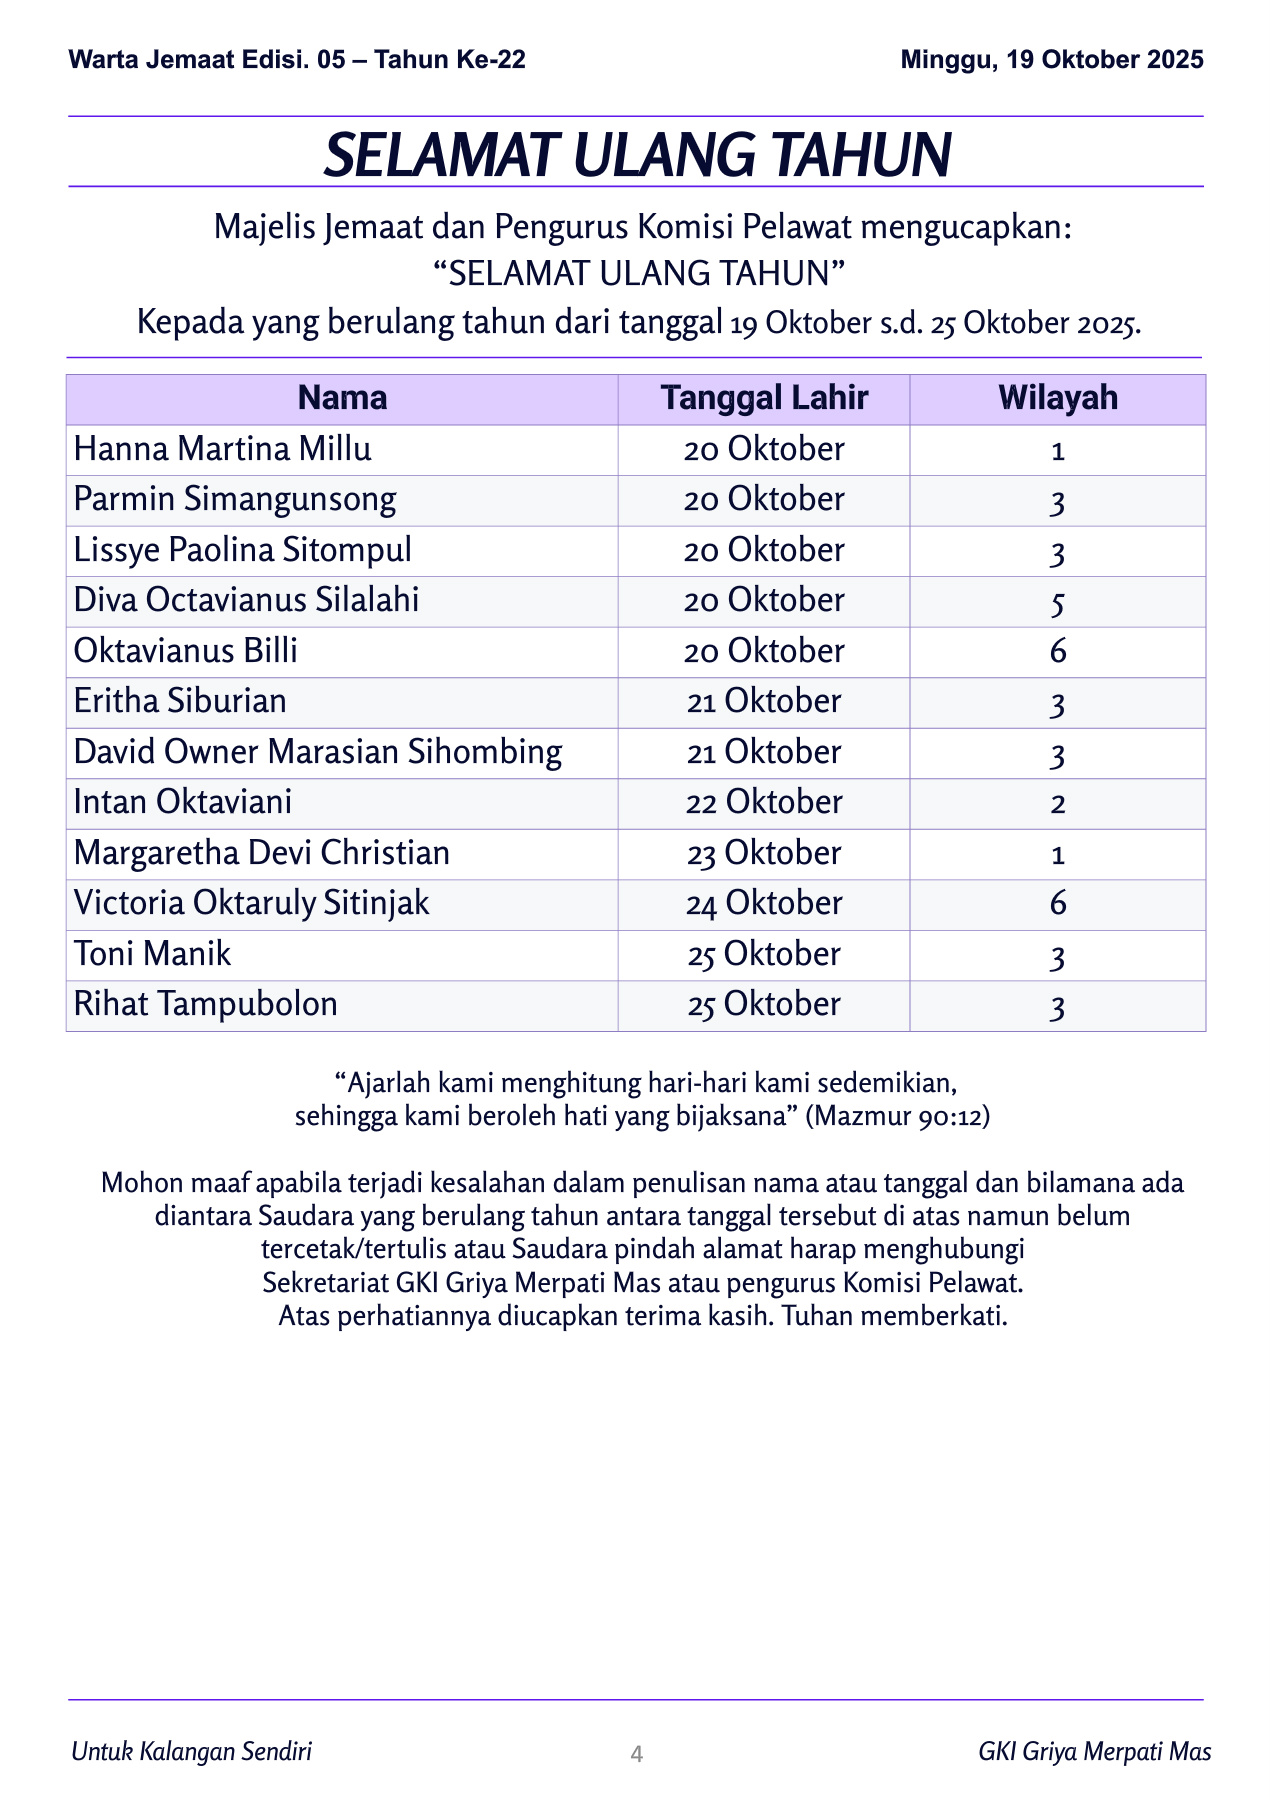 Warta Jemaat Edisi. 05 – Tahun Ke-22 Minggu, 19 Oktober 2025
SELAMAT ULANG TAHUN
Majelis Jemaat dan Pengurus Komisi Pelawat mengucapkan:
“SELAMAT ULANG TAHUN”
Kepada yang berulang tahun dari tanggal 19 Oktober s.d. 25 Oktober 2025.
Nama Tanggal Lahir Wilayah
Hanna Martina Millu 20 Oktober 1
Parmin Simangunsong 20 Oktober 3
Lissye Paolina Sitompul 20 Oktober 3
Diva Octavianus Silalahi 20 Oktober 5
Oktavianus Billi 20 Oktober 6
Eritha Siburian 21 Oktober 3
David Owner Marasian Sihombing 21 Oktober 3
Intan Oktaviani 22 Oktober 2
Margaretha Devi Christian 23 Oktober 1
Victoria Oktaruly Sitinjak 24 Oktober 6
Toni Manik 25 Oktober 3
Rihat Tampubolon 25 Oktober 3
“Ajarlah kami menghitung hari-hari kami sedemikian,
sehingga kami beroleh hati yang bijaksana” (Mazmur 90:12)
Mohon maaf apabila terjadi kesalahan dalam penulisan nama atau tanggal dan bilamana ada
diantara Saudara yang berulang tahun antara tanggal tersebut di atas namun belum
tercetak/tertulis atau Saudara pindah alamat harap menghubungi
Sekretariat GKI Griya Merpati Mas atau pengurus Komisi Pelawat.
Atas perhatiannya diucapkan terima kasih. Tuhan memberkati.
Untuk Kalangan Sendiri 4 GKI Griya Merpati Mas